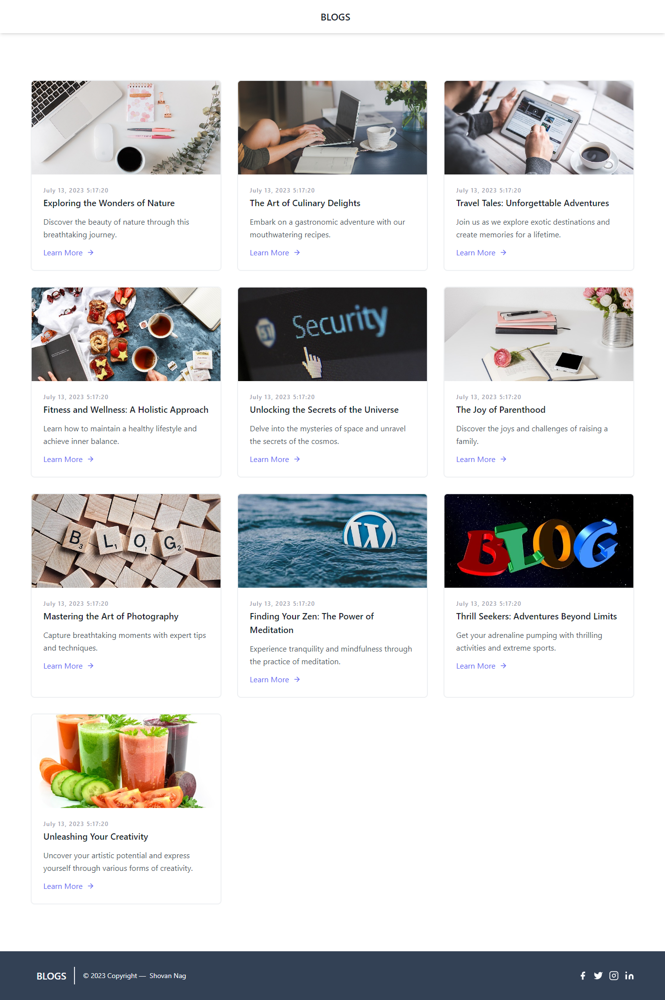 BLOGS
July 13, 2023 5:17:20
Exploring the Wonders of Nature
Discover the beauty of nature through this
breathtaking journey.
Learn More
July 13, 2023 5:17:20
The Art of Culinary Delights
Embark on a gastronomic adventure with our
mouthwatering recipes.
Learn More
July 13, 2023 5:17:20
Travel Tales: Unforgettable Adventures
Join us as we explore exotic destinations and
create memories for a lifetime.
Learn More
July 13, 2023 5:17:20
Fitness and Wellness: A Holistic Approach
Learn how to maintain a healthy lifestyle and
achieve inner balance.
Learn More
Security
July 13, 2023 5:17:20
Unlocking the Secrets of the Universe
Delve into the mysteries of space and unravel
the secrets of the cosmos.
Learn More
July 13, 2023 5:17:20
The Joy of Parenthood
Discover the joys and challenges of raising a
family.
Learn More
B3 L1 O1 G2
July 13, 2023 5:17:20
Mastering the Art of Photography
Capture breathtaking moments with expert tips
and techniques.
Learn More
W
July 13, 2023 5:17:20
Finding Your Zen: The Power of
Meditation
Experience tranquility and mindfulness through
the practice of meditation.
Learn More
BLOG
July 13, 2023 5:17:20
Thrill Seekers: Adventures Beyond Limits
Get your adrenaline pumping with thrilling
activities and extreme sports.
Learn More
July 13, 2023 5:17:20
Unleashing Your Creativity
Uncover your artistic potential and express
yourself through various forms of creativity.
Learn More
BLOGS
© 2023 Copyright — Shovan Nag